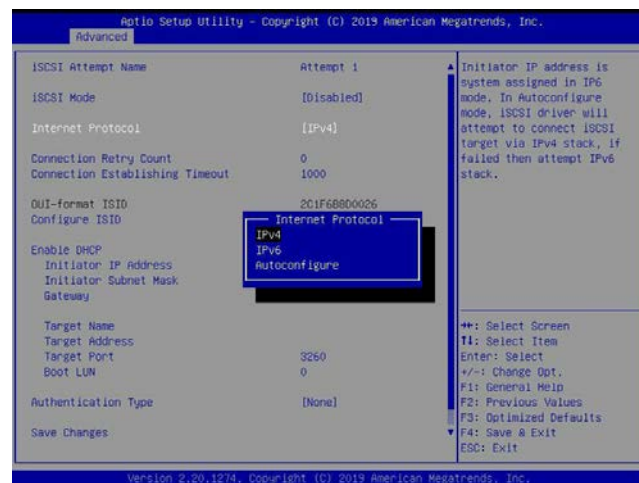 Aptio Setup Utility - Copyright (C) 2019 American Megatrends, Inc.
Advanced
iSCSI Attempt Name Attempt 1
iSCSI Mode [Disabled]
Internet Protocol [IPv4]
Connection Retry Count 0
Connection Establishing Timeout 1000
OUI-format ISID 2C1F6B8D0026
Configure ISID
Enable DHCP
Initiator IP Address
Initiator Subnet Mask
Gateway
Target Name
Target Address
Target Port 3260
Boot LUN 0
Authentication Type [None]
Save Changes
Internet Protocol
IPv4
IPv6
Autoconfigure
Initiator IP address is
system assigned in IP6
mode. In Autoconfigure
mode, iSCSI driver will
attempt to connect iSCSI
target via IPv4 stack, if
failed then attempt IPv6
stack.
: Select Screen
↑↓: Select Item
Enter: Select
+/-: Change Opt.
F1: General Help
F2: Previous Values
F3: Optimized Defaults
F4: Save & Exit
ESC: Exit
Version 2.20.1274. Copyright (C) 2019 American Megatrends, Inc.